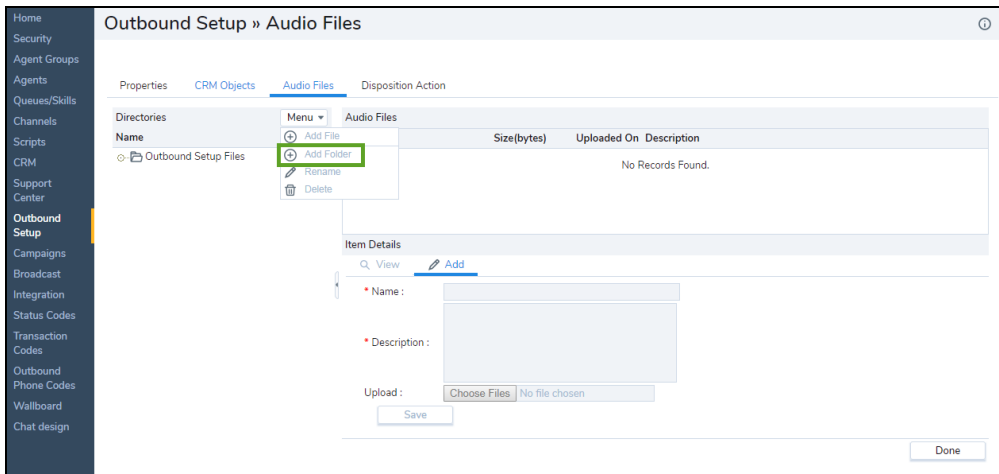 Home
Security
Agent Groups
Agents
Queues/Skills
Channels
Scripts
CRM
Support
Center
Outbound
Setup
Campaigns
Broadcast
Integration
Status Codes
Transaction
Codes
Outbound
Phone Codes
Wallboard
Chat design
Outbound Setup » Audio Files
Properties CRM Objects Audio Files Disposition Action
Directories Menu Audio Files
Name Add File Size(bytes) Uploaded On Description
Outbound Setup Files Add Folder No Records Found.
Rename
Delete
Item Details
View Add
* Name :
* Description :
Upload : Choose Files No file chosen
Save
Done